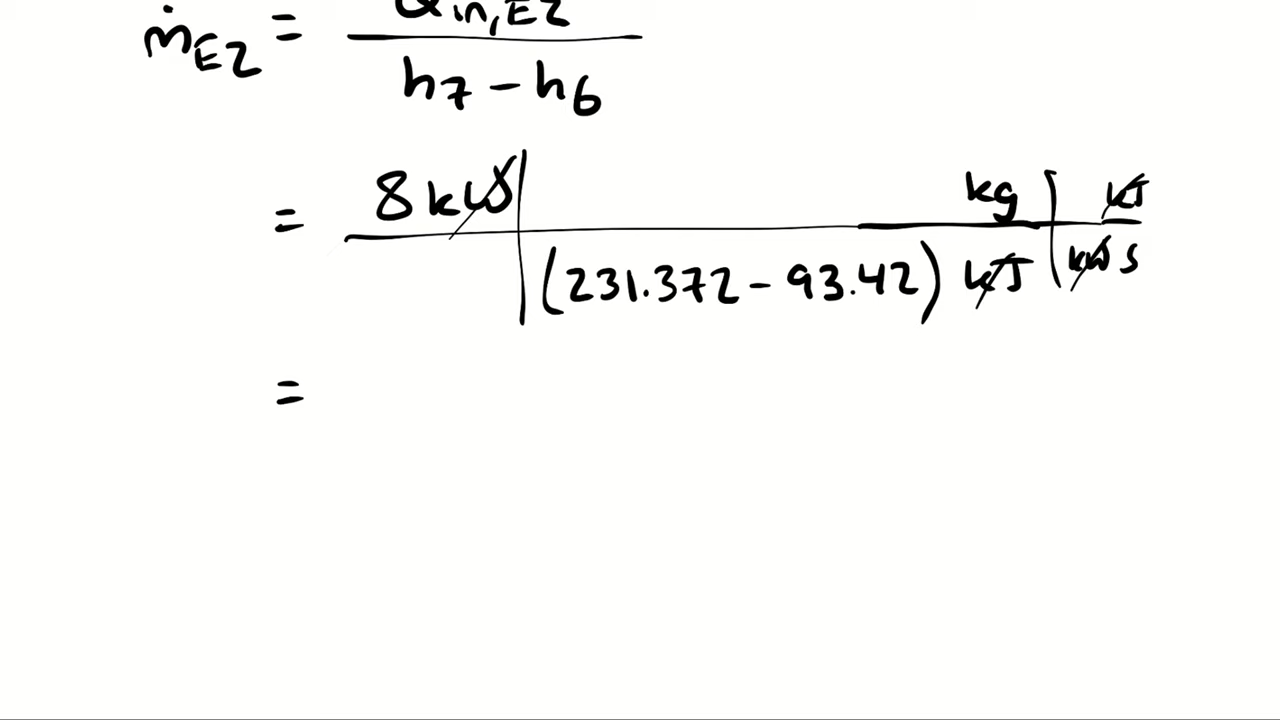 Q in,E2
ṁE2 = ―
h7 - h6
8 kW kg kJ
= ―
(231.372 - 93.42) kJ kW s
=